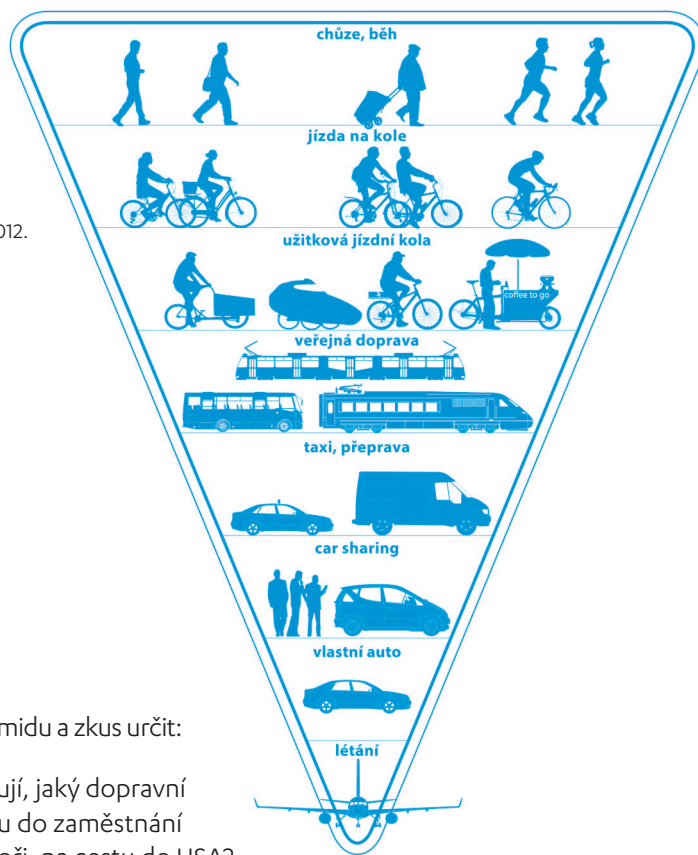 chůze, běh
jízda na kole
012.
užitková jízdní kola
coffee to go
veřejná doprava
taxi, přeprava
car sharing
vlastní auto
midu a zkus určit:
létání
ují, jaký dopravní
u do zaměstnání